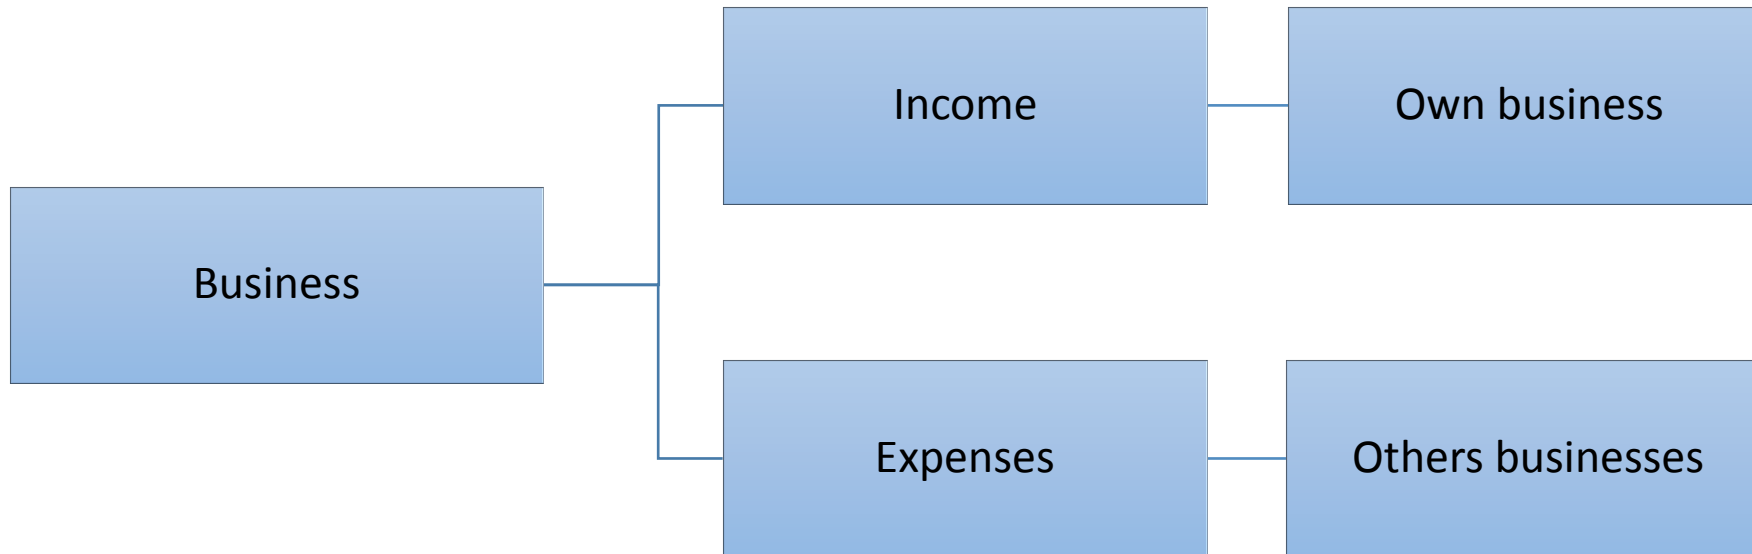 Business
Income
Own business
Expenses
Others businesses